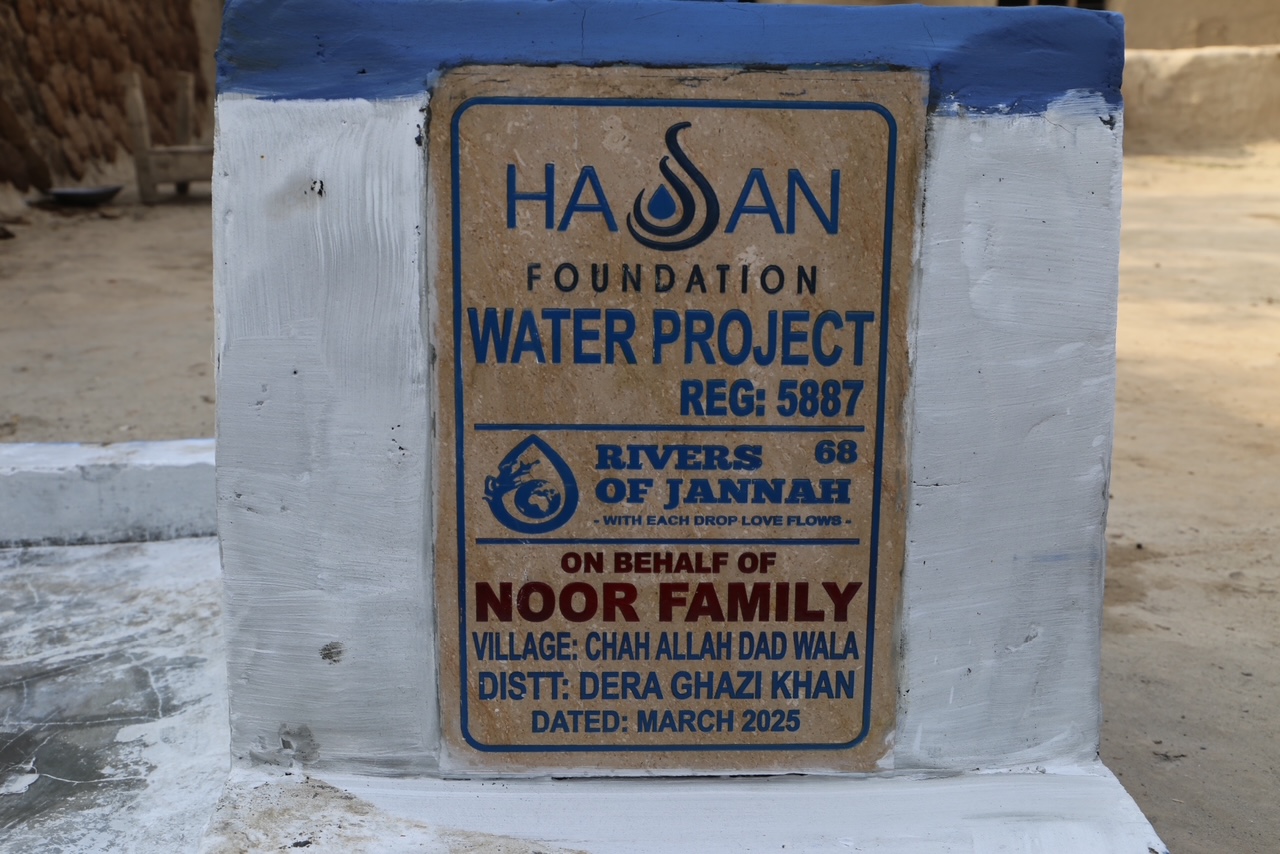 HASSAN
FOUNDATION
WATER PROJECT
REG: 5887
RIVERS 68
OF JANNAH
- WITH EACH DROP LOVE FLOWS -
ON BEHALF OF
NOOR FAMILY
VILLAGE: CHAH ALLAH DAD WALA
DISTT: DERA GHAZI KHAN
DATED: MARCH 2025